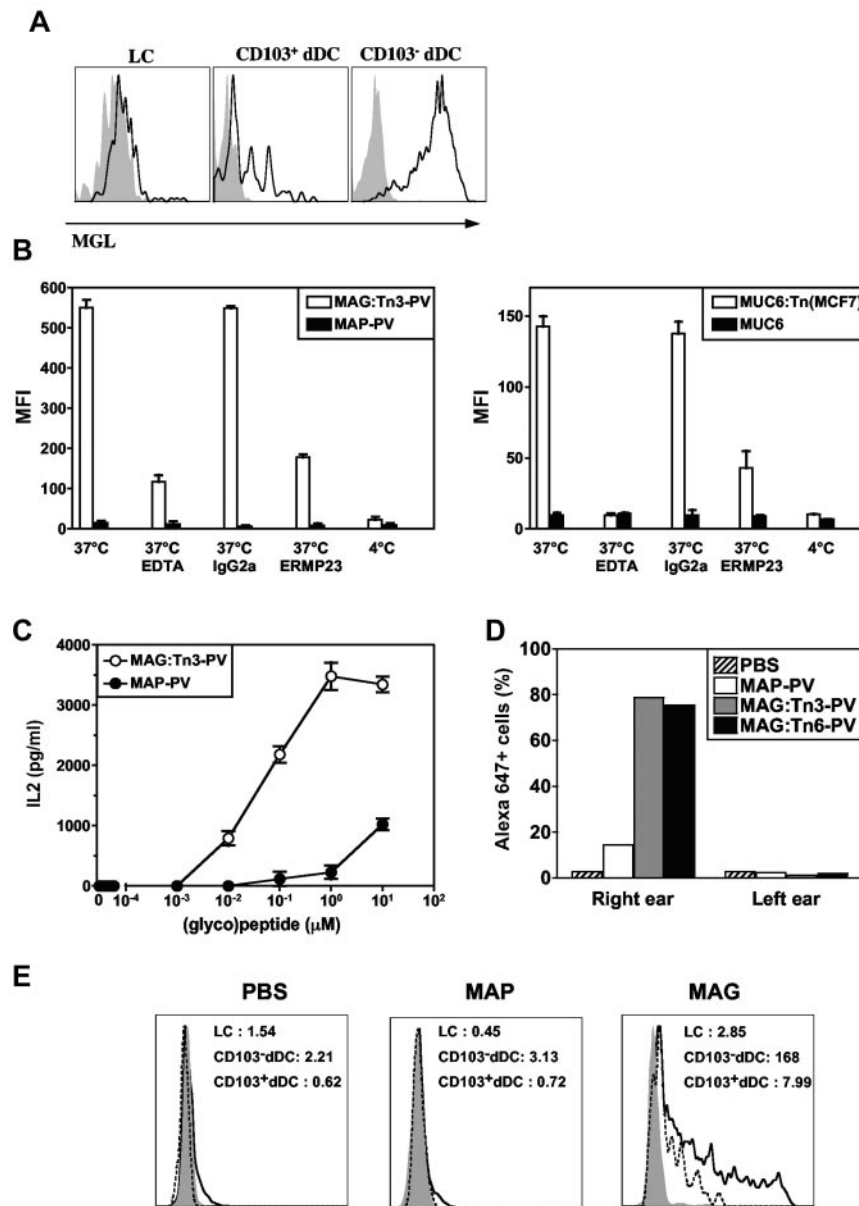 A
LC
CD103⁺ dDC
CD103⁻ dDC
MGL
B
MFI
600
500
400
300
200
100
0
MAG:Tn3-PV
MAP-PV
37°C
37°C EDTA
37°C IgG2a
37°C ERMP23
4°C
MFI
150
100
50
0
MUC6:Tn(MCF7)
MUC6
37°C
37°C EDTA
37°C IgG2a
37°C ERMP23
4°C
C
IL2 (pg/ml)
4000
3000
2000
1000
0
MAG:Tn3-PV
MAP-PV
0 10⁻⁴ 10⁻³ 10⁻² 10⁻¹ 10⁰ 10¹ 10²
(glyco)peptide (µM)
D
Alexa 647+ cells (%)
100
80
60
40
20
0
PBS
MAP-PV
MAG:Tn3-PV
MAG:Tn6-PV
Right ear
Left ear
E
PBS
LC : 1.54
CD103⁻dDC: 2.21
CD103⁺dDC : 0.62
MAP
LC : 0.45
CD103⁻dDC: 3.13
CD103⁺dDC : 0.72
MAG
LC : 2.85
CD103⁻dDC: 168
CD103⁺dDC : 7.99